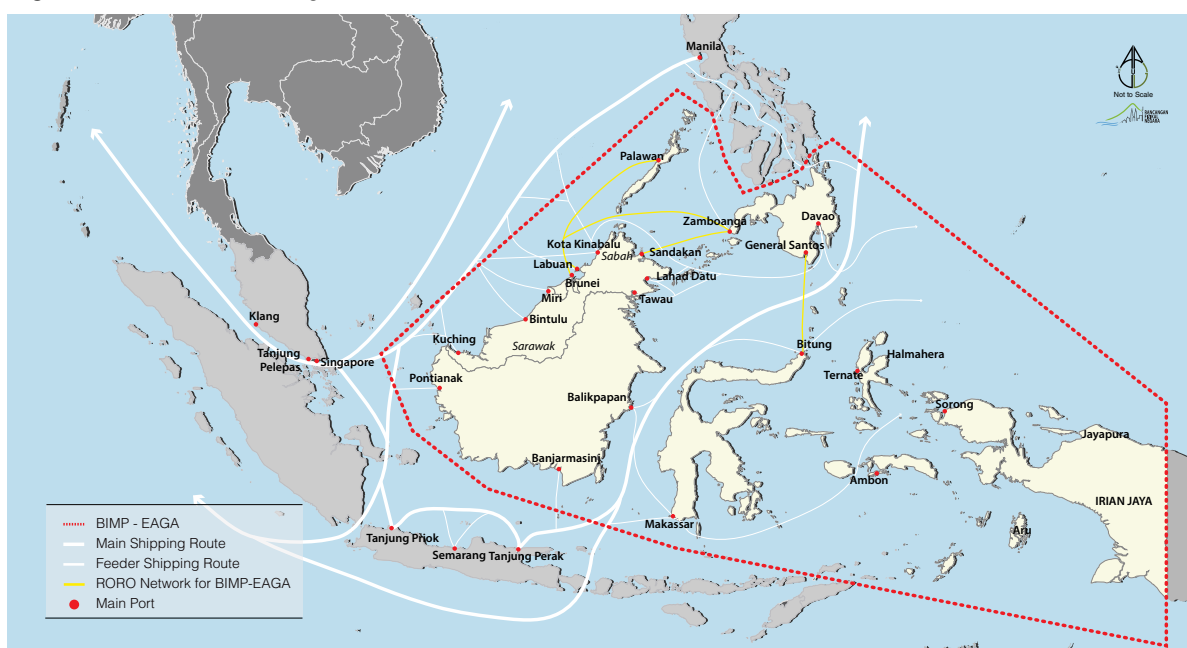 Manila
Not to Scale
RANCANGAN
FIZIKAL
NEGARA
Palawan
Zamboanga
Davao
Kota Kinabalu
General Santos
Sabah
Sandakan
Labuan
Lahad Datu
Brunei
Miri
Tawau
Klang
Bintulu
Kuching
Sarawak
Bitung
Halmahera
Tanjung
Pelepas
Singapore
Ternate
Pontianak
Balikpapan
Sorong
Jayapura
Banjarmasin
Ambon
IRIAN JAYA
Makassar
Aru
Tanjung Priok
Semarang
Tanjung Perak
BIMP - EAGA
Main Shipping Route
Feeder Shipping Route
RORO Network for BIMP-EAGA
Main Port